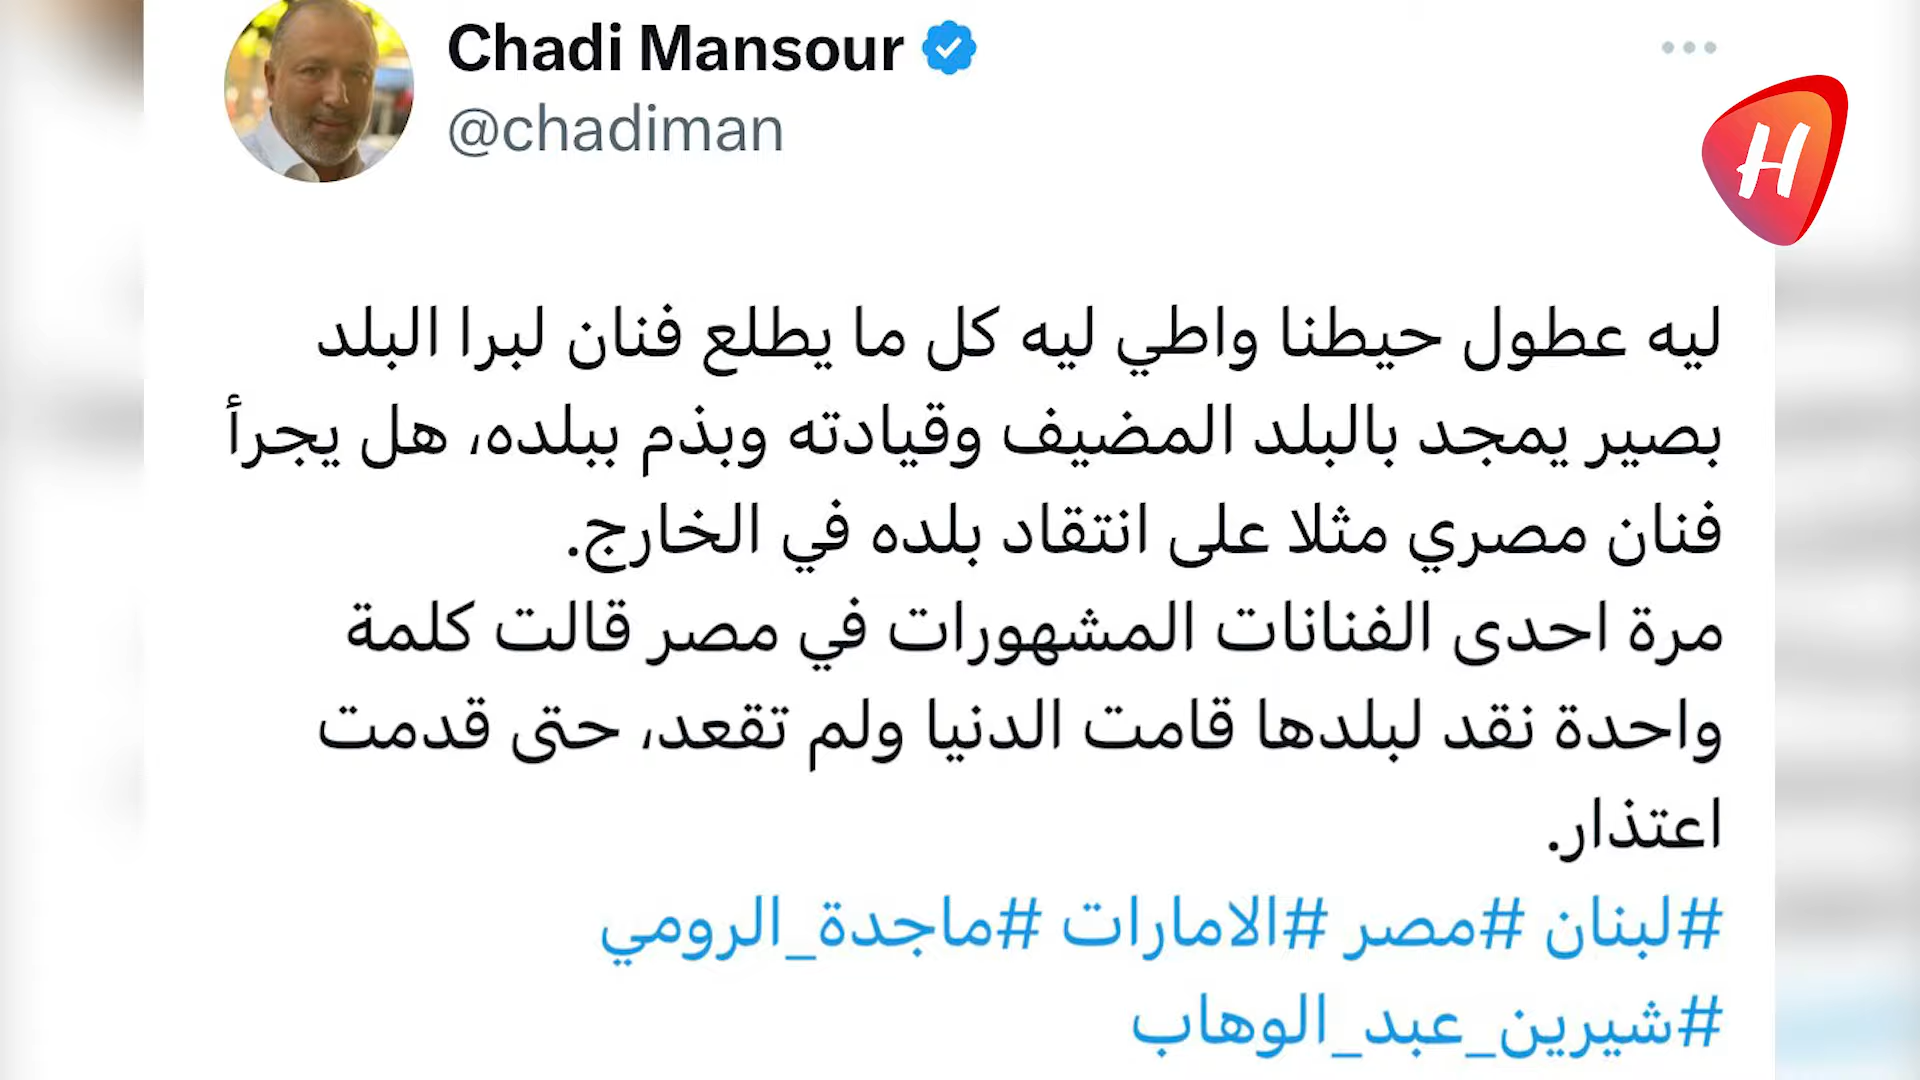 Chadi Mansour
@chadiman
H
ليه عطول حيطنا واطي ليه كل ما يطلع فنان لبرا البلد
بصير يمجد بالبلد المضيف وقيادته وبذم ببلده، هل يجرأ
فنان مصري مثلا على انتقاد بلده في الخارج.
مرة احدى الفنانات المشهورات في مصر قالت كلمة
واحدة نقد لبلدها قامت الدنيا ولم تقعد، حتى قدمت
اعتذار.
#لبنان #مصر #الامارات #ماجدة_الرومي
#شيرين_عبد_الوهاب